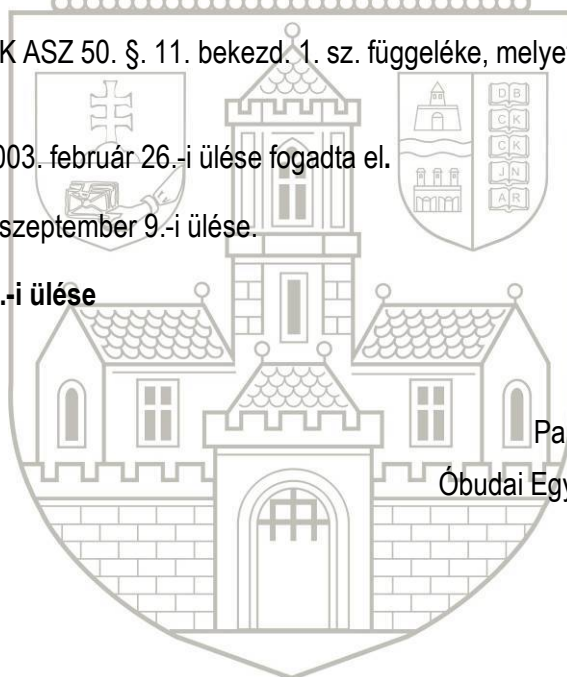 K ASZ 50. §. 11. bekezd. 1. sz. függeléke, melye
003. február 26.-i ülése fogadta el.
szeptember 9.-i ülése.
.-i ülése
Pa
Óbudai Egy
D B
C K
C K
J N
A R